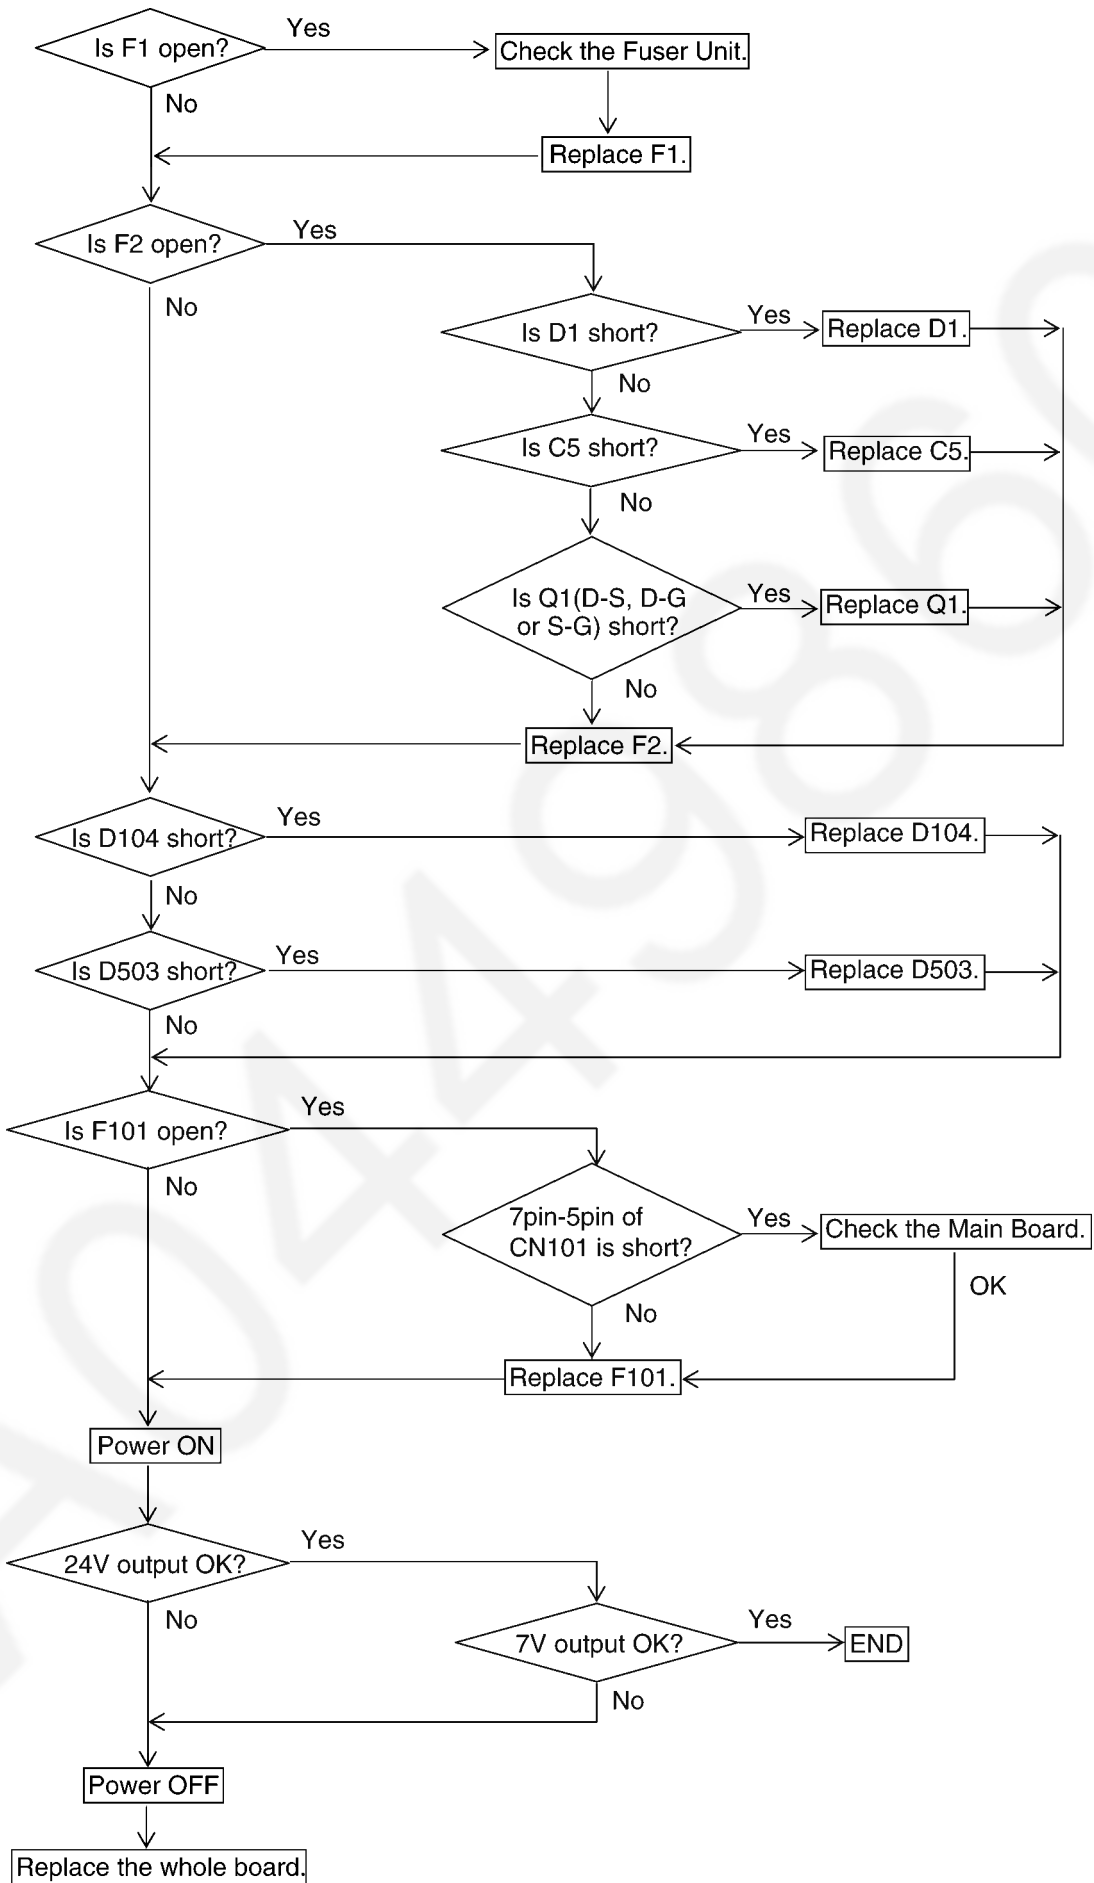 Is F1 open?
Yes
Check the Fuser Unit.
No
Replace F1.
Is F2 open?
Yes
No
Is D1 short?
Yes
Replace D1.
No
Is C5 short?
Yes
Replace C5.
No
Is Q1(D-S, D-G
or S-G) short?
Yes
Replace Q1.
No
Replace F2.
Is D104 short?
Yes
Replace D104.
No
Is D503 short?
Yes
Replace D503.
No
Is F101 open?
Yes
No
7pin-5pin of
CN101 is short?
Yes
Check the Main Board.
OK
No
Replace F101.
Power ON
24V output OK?
Yes
No
7V output OK?
Yes
END
No
Power OFF
Replace the whole board.